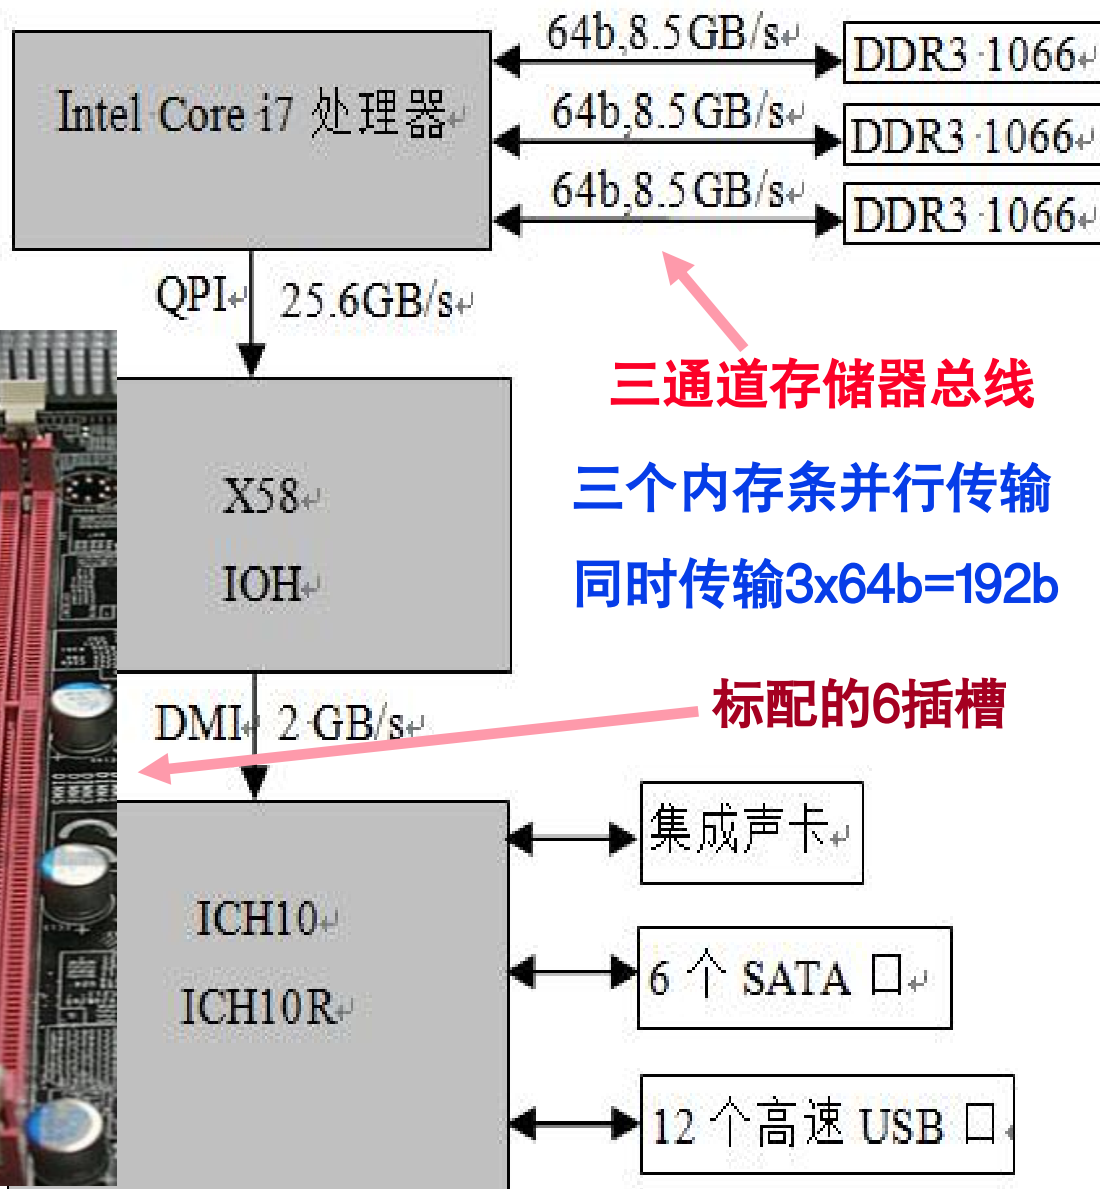 64b,8.5GB/s
DDR3 1066
Intel Core i7 处理器
64b,8.5GB/s
DDR3 1066
64b,8.5GB/s
DDR3 1066
QPI 25.6GB/s
三通道存储器总线
X58
三个内存条并行传输
IOH
同时传输3x64b=192b
标配的6插槽
DMI 2 GB/s
集成声卡
ICH10
6 个 SATA 口
ICH10R
12 个高速 USB 口